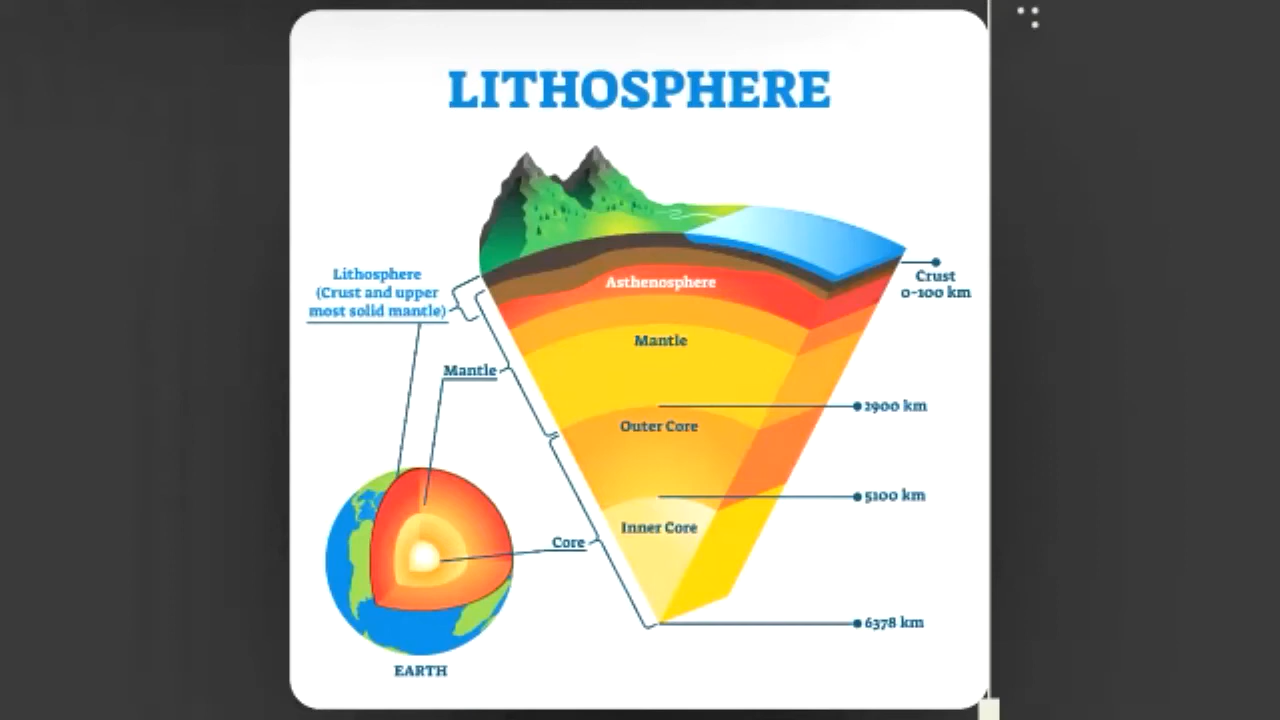 LITHOSPHERE
Lithosphere
(Crust and upper
most solid mantle)
Asthenosphere
Crust
0-100 km
Mantle
Mantle
2900 km
Outer Core
5100 km
Inner Core
Core
6378 km
EARTH